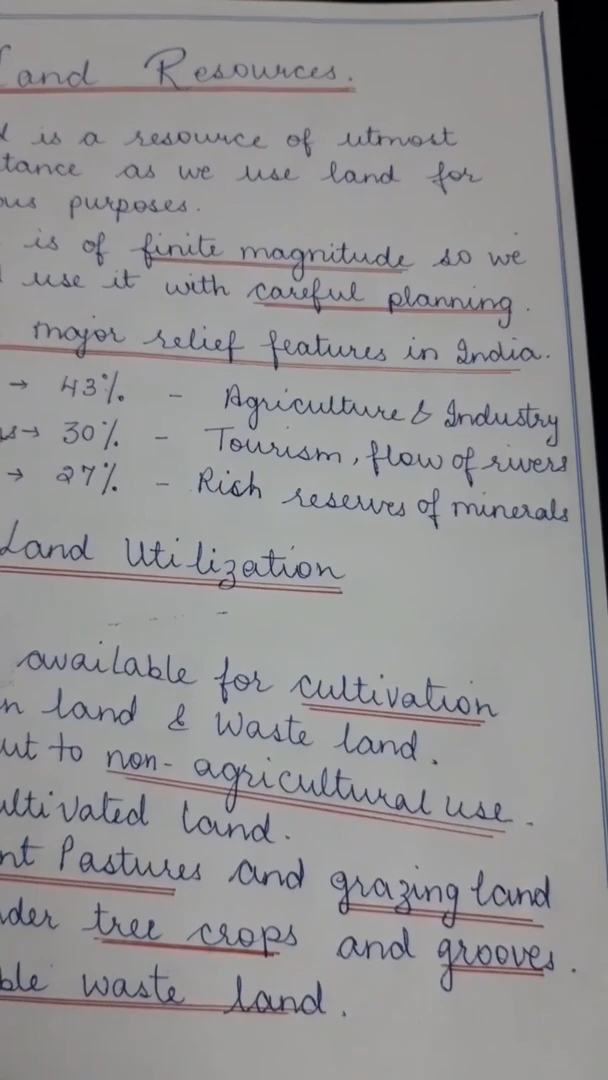 Land Resources.
is a resource of utmost
tance as we use land for
ous purposes.
is of finite magnitude so we
use it with careful planning.
major relief features in India.
→ 43% - Agriculture & Industry
→ 30% - Tourism, flow of rivers
→ 27% - Rich reserves of minerals
Land Utilization
available for cultivation
n land & Waste land.
ut to non-agricultural use.
ultivated land.
nt Pastures and grazing land
der tree crops and grooves.
ble waste land.